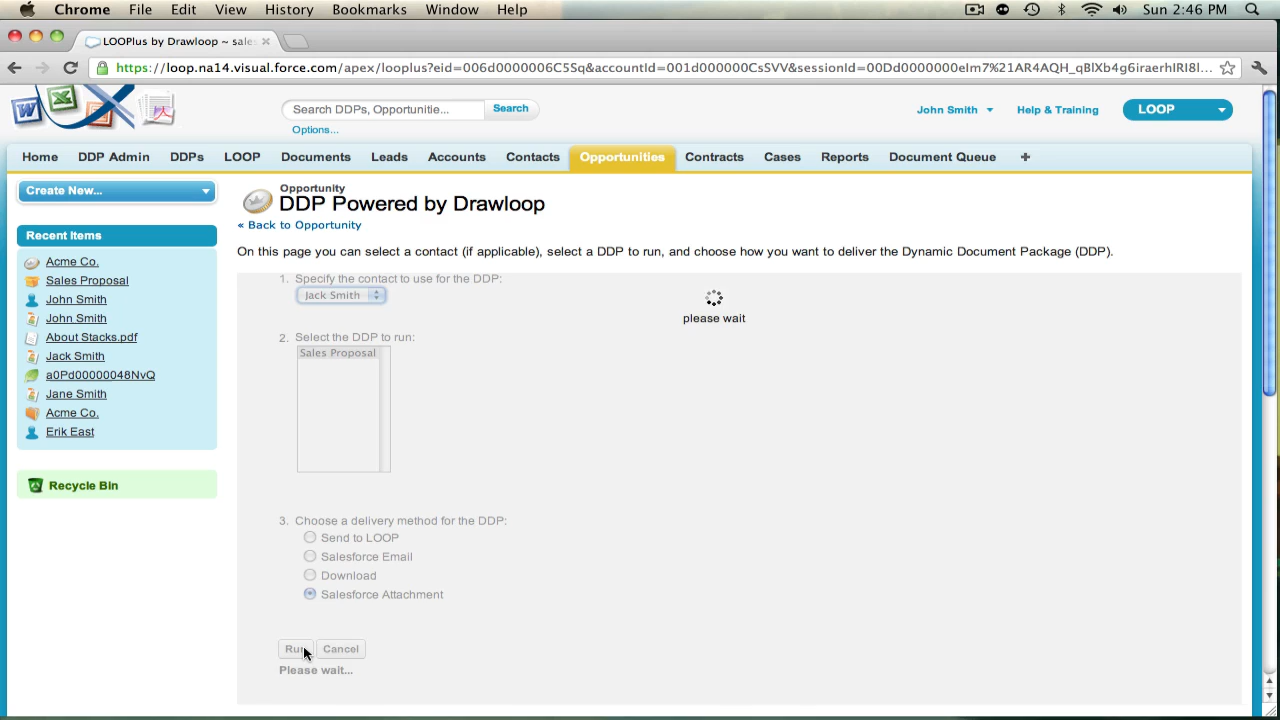 Chrome File Edit View History Bookmarks Window Help Sun 2:46 PM
LOOPlus by Drawloop ~ sale
https://loop.na14.visual.force.com/apex/looplus?eid=006d0000006C5Sq&accountId=001d000000CsSVV&sessionId=00Dd0000000eIm7%21AR4AQH_qBlXb4g6iraerhIRI8I...
Search DDPs, Opportunitie... Search
Options...
John Smith Help & Training LOOP
Home DDP Admin DDPs LOOP Documents Leads Accounts Contacts Opportunities Contracts Cases Reports Document Queue +
Create New...
Recent Items
Acme Co.
Sales Proposal
John Smith
John Smith
About Stacks.pdf
Jack Smith
a0Pd00000048NvQ
Jane Smith
Acme Co.
Erik East
Recycle Bin
Opportunity
DDP Powered by Drawloop
« Back to Opportunity
On this page you can select a contact (if applicable), select a DDP to run, and choose how you want to deliver the Dynamic Document Package (DDP).
1. Specify the contact to use for the DDP:
Jack Smith
please wait
2. Select the DDP to run:
Sales Proposal
3. Choose a delivery method for the DDP:
Send to LOOP
Salesforce Email
Download
Salesforce Attachment
Run Cancel
Please wait...